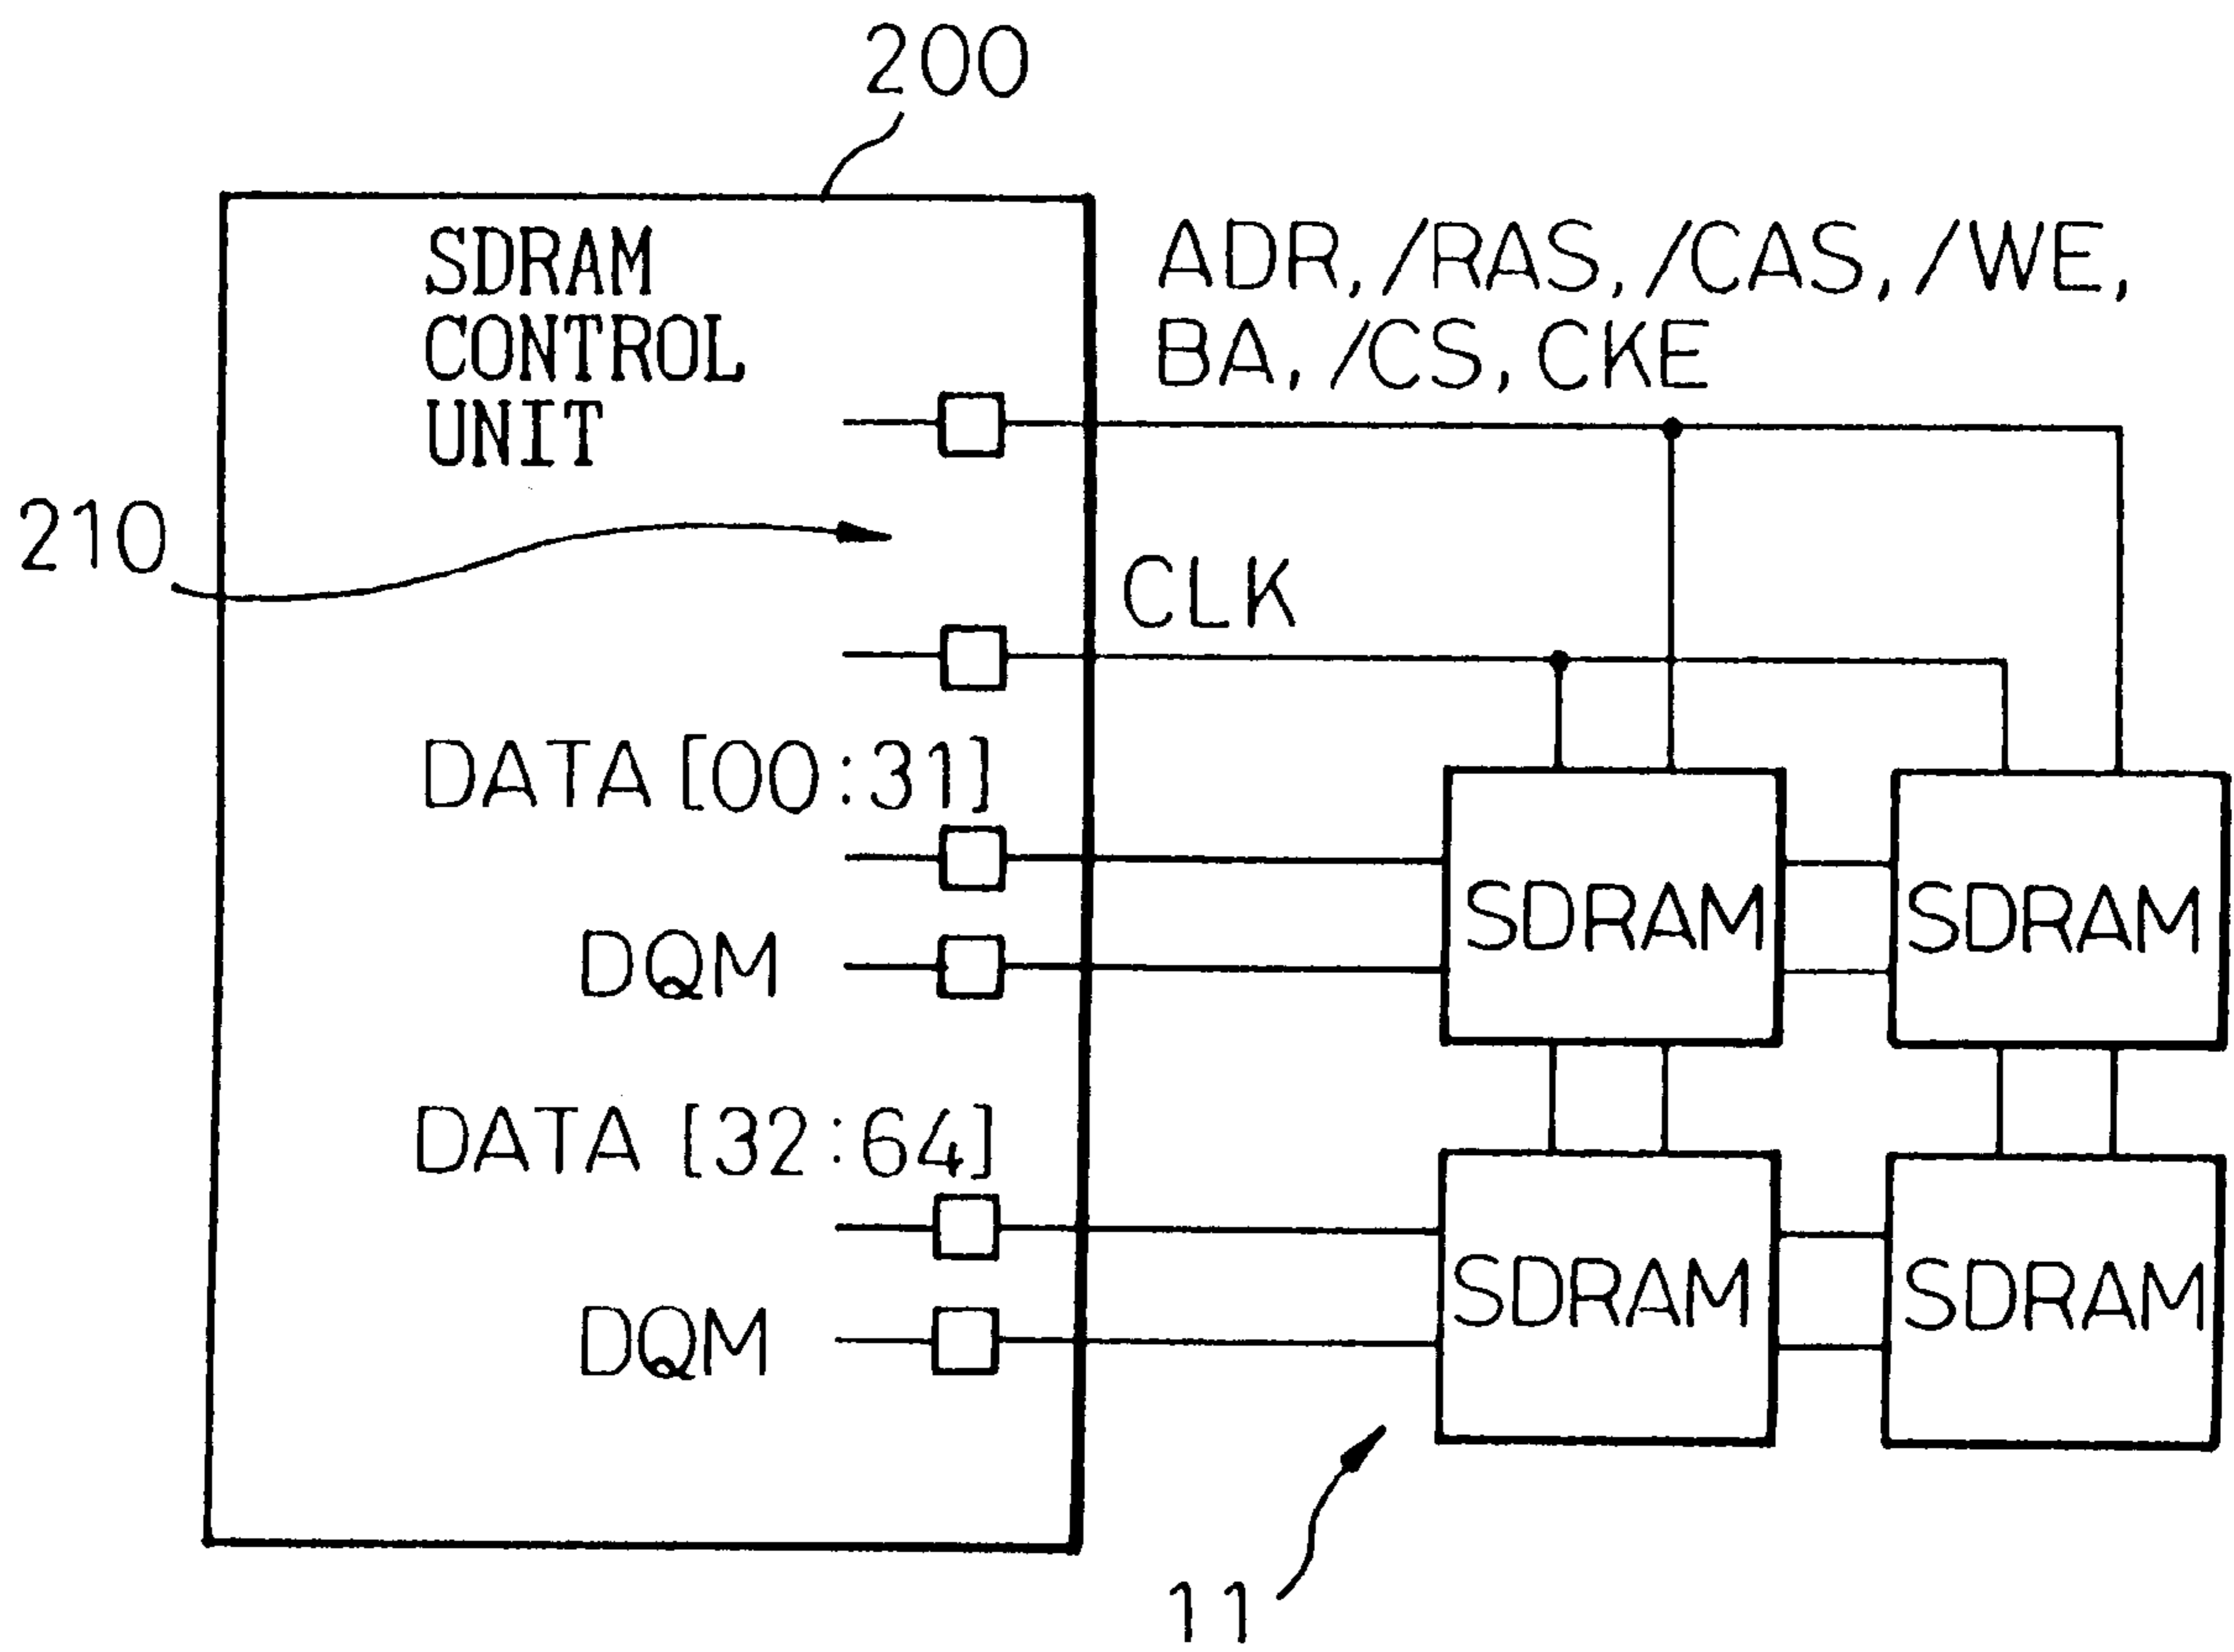 200
SDRAM
CONTROL
UNIT
ADR, /RAS, /CAS, /WE,
BA, /CS, CKE
210
CLK
DATA [00:31]
DQM
SDRAM
SDRAM
DATA [32:64]
DQM
SDRAM
SDRAM
11